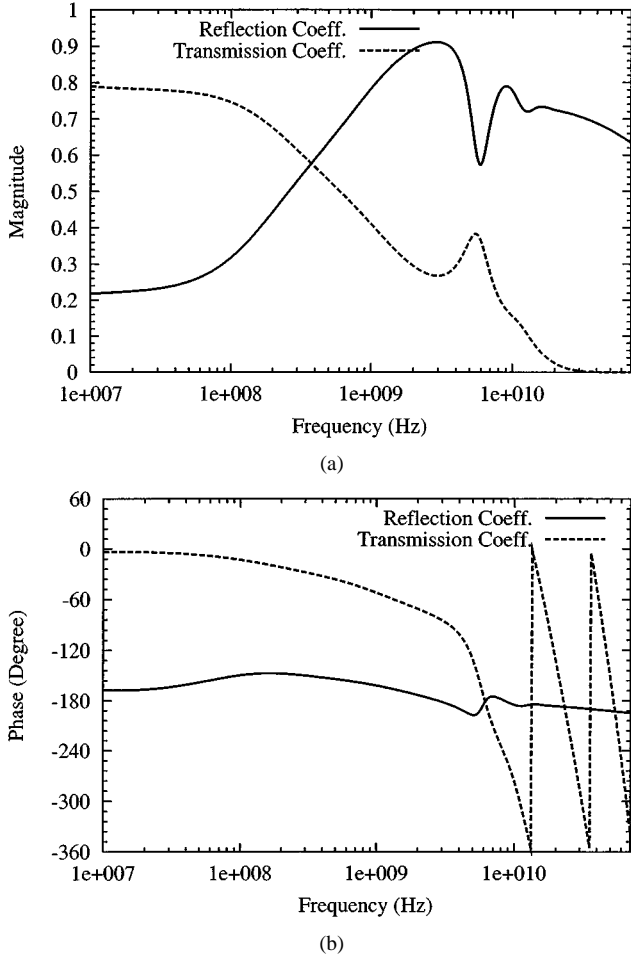 1
0.9
0.8
0.7
0.6
0.5
0.4
0.3
0.2
0.1
0
Magnitude
Reflection Coeff.
Transmission Coeff.
1e+007 1e+008 1e+009 1e+010
Frequency (Hz)
(a)
60
0
-60
-120
-180
-240
-300
-360
Phase (Degree)
Reflection Coeff.
Transmission Coeff.
1e+007 1e+008 1e+009 1e+010
Frequency (Hz)
(b)